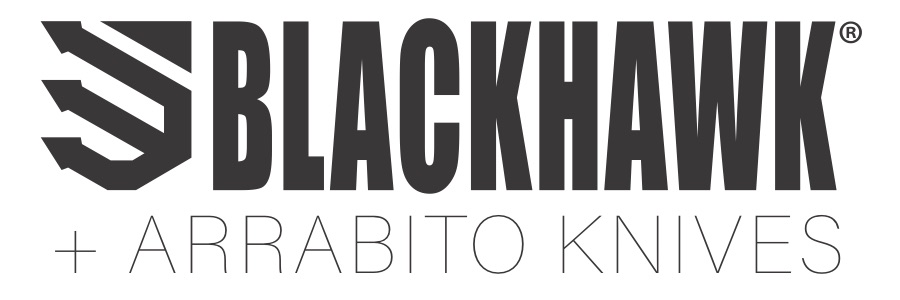 BLACKHAWK®
+ ARRABITO KNIVES